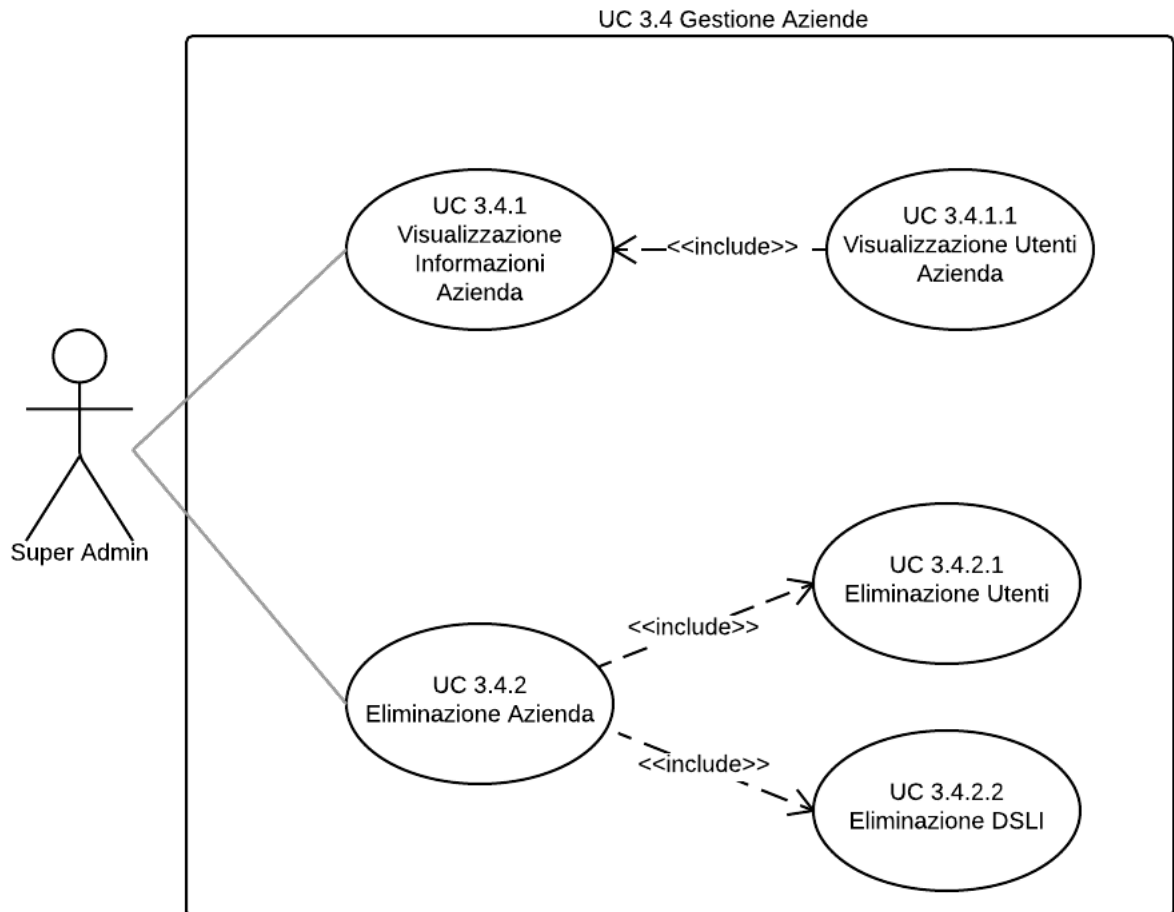 UC 3.4 Gestione Aziende
UC 3.4.1
Visualizzazione
Informazioni
Azienda
<<include>>
UC 3.4.1.1
Visualizzazione Utenti
Azienda
Super Admin
UC 3.4.2.1
Eliminazione Utenti
<<include>>
UC 3.4.2
Eliminazione Azienda
<<include>>
UC 3.4.2.2
Eliminazione DSLI